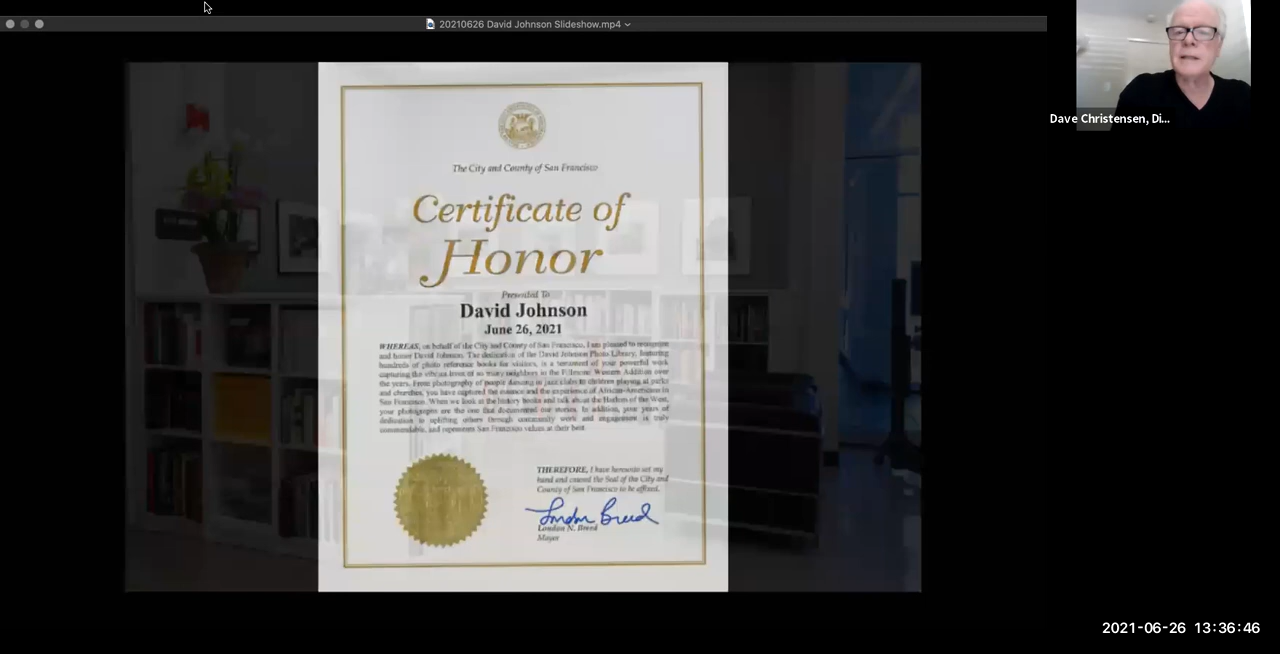 20210626 David Johnson Slideshow.mp4
Dave Christensen, Di...
The City and County of San Francisco
Certificate of
Honor
Presented To
David Johnson
June 26, 2021
WHEREAS, on behalf of the City and County of San Francisco, I am pleased to recognize
and honor David Johnson. The dedication of the David Johnson Photo Library, featuring
hundreds of photo reference books for visitors, is a testament of your powerful work
capturing the vibrant lives of so many neighbors in the Fillmore/ Western Addition over
the years. From photography of people dancing in jazz clubs to children playing at parks
and churches, you have captured the essence and the experience of African-Americans in
San Francisco. When we look at the history books and talk about the Harlem of the West,
your photographs are the one that document our stories. In addition, your years of
dedication to uplifting others through community work and engagement is truly
commendable, and represents San Francisco values at their best.
THEREFORE, I have hereunto set my
hand and caused the Seal of the City and
County of San Francisco to be affixed.
London Breed
London N. Breed
Mayor
2021-06-26 13:36:46